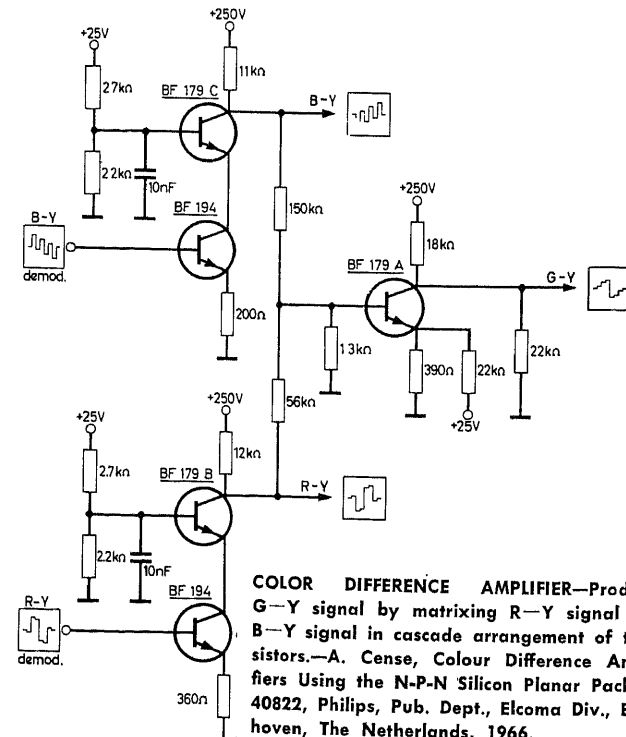 +250V
+25V
11kΩ
27kΩ
BF 179 C
B-Y
22kΩ
10nF
150kΩ
+250V
BF 194
B-Y
demod.
18kΩ
BF 179 A
G-Y
200Ω
13kΩ
390Ω
22kΩ
22kΩ
56kΩ
+25V
+250V
+25V
12kΩ
2.7kΩ
BF 179 B
R-Y
2.2kΩ
10nF
BF 194
R-Y
demod.
360Ω
COLOR DIFFERENCE AMPLIFIER—Prod
G—Y signal by matrixing R—Y signal
B—Y signal in cascade arrangement of t
sistors.—A. Cense, Colour Difference Am
fiers Using the N-P-N Silicon Planar Pack
40822, Philips, Pub. Dept., Elcoma Div., E
hoven, The Netherlands, 1966.